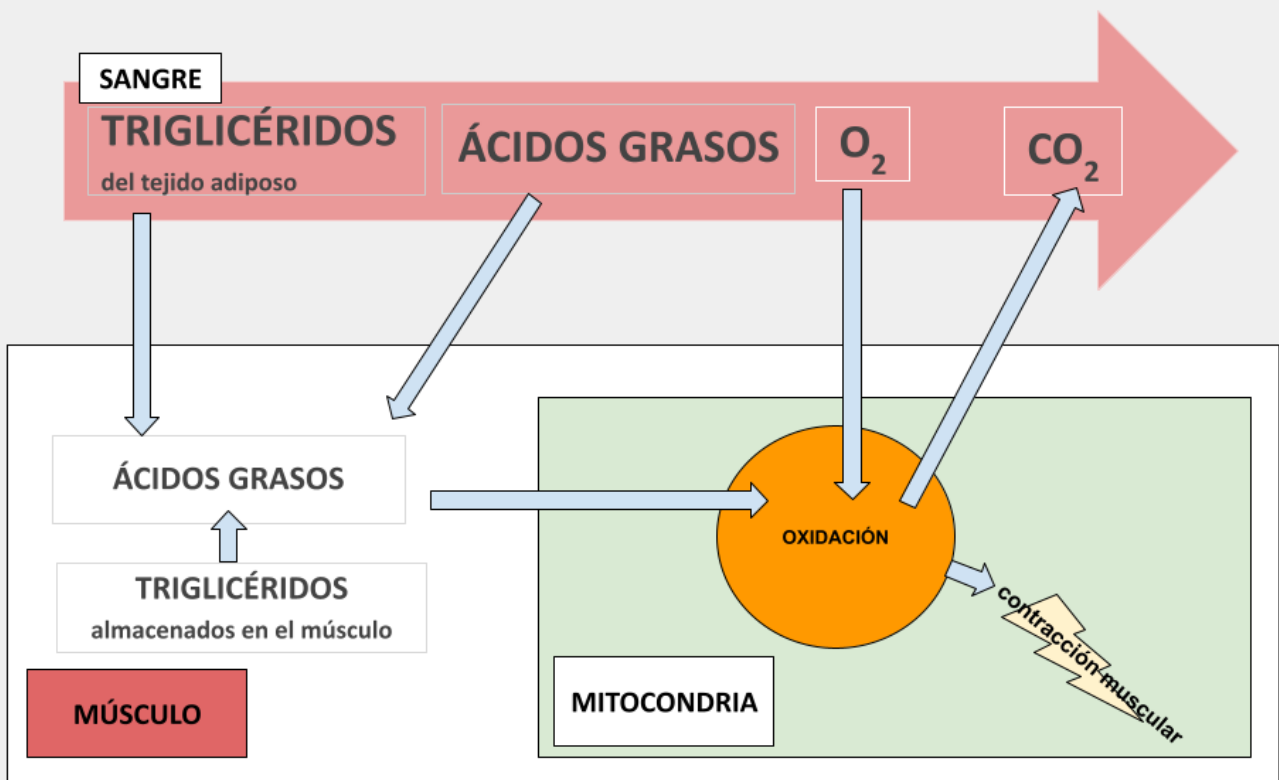 SANGRE
TRIGLICÉRIDOS
del tejido adiposo
ÁCIDOS GRASOS
O₂
CO₂
ÁCIDOS GRASOS
TRIGLICÉRIDOS
almacenados en el músculo
MÚSCULO
OXIDACIÓN
contracción muscular
MITOCONDRIA